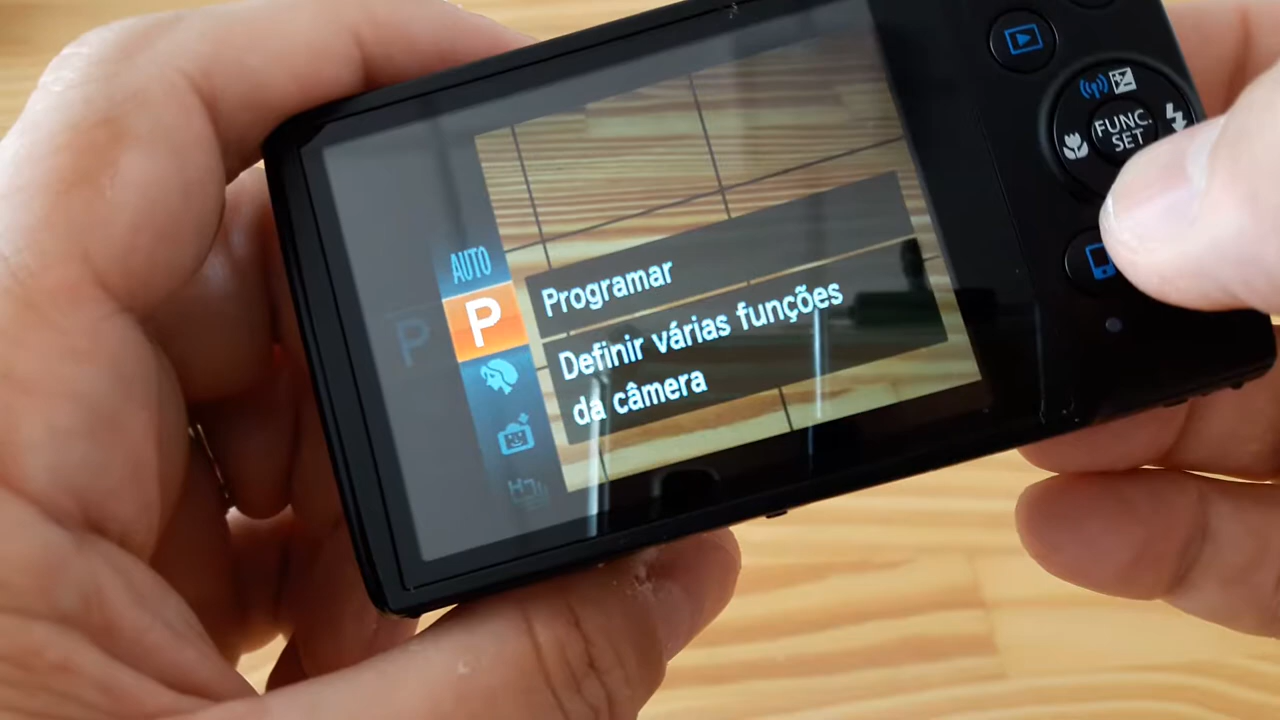 AUTO
P
Programar
Definir várias funções
da câmera
FUNC.
SET